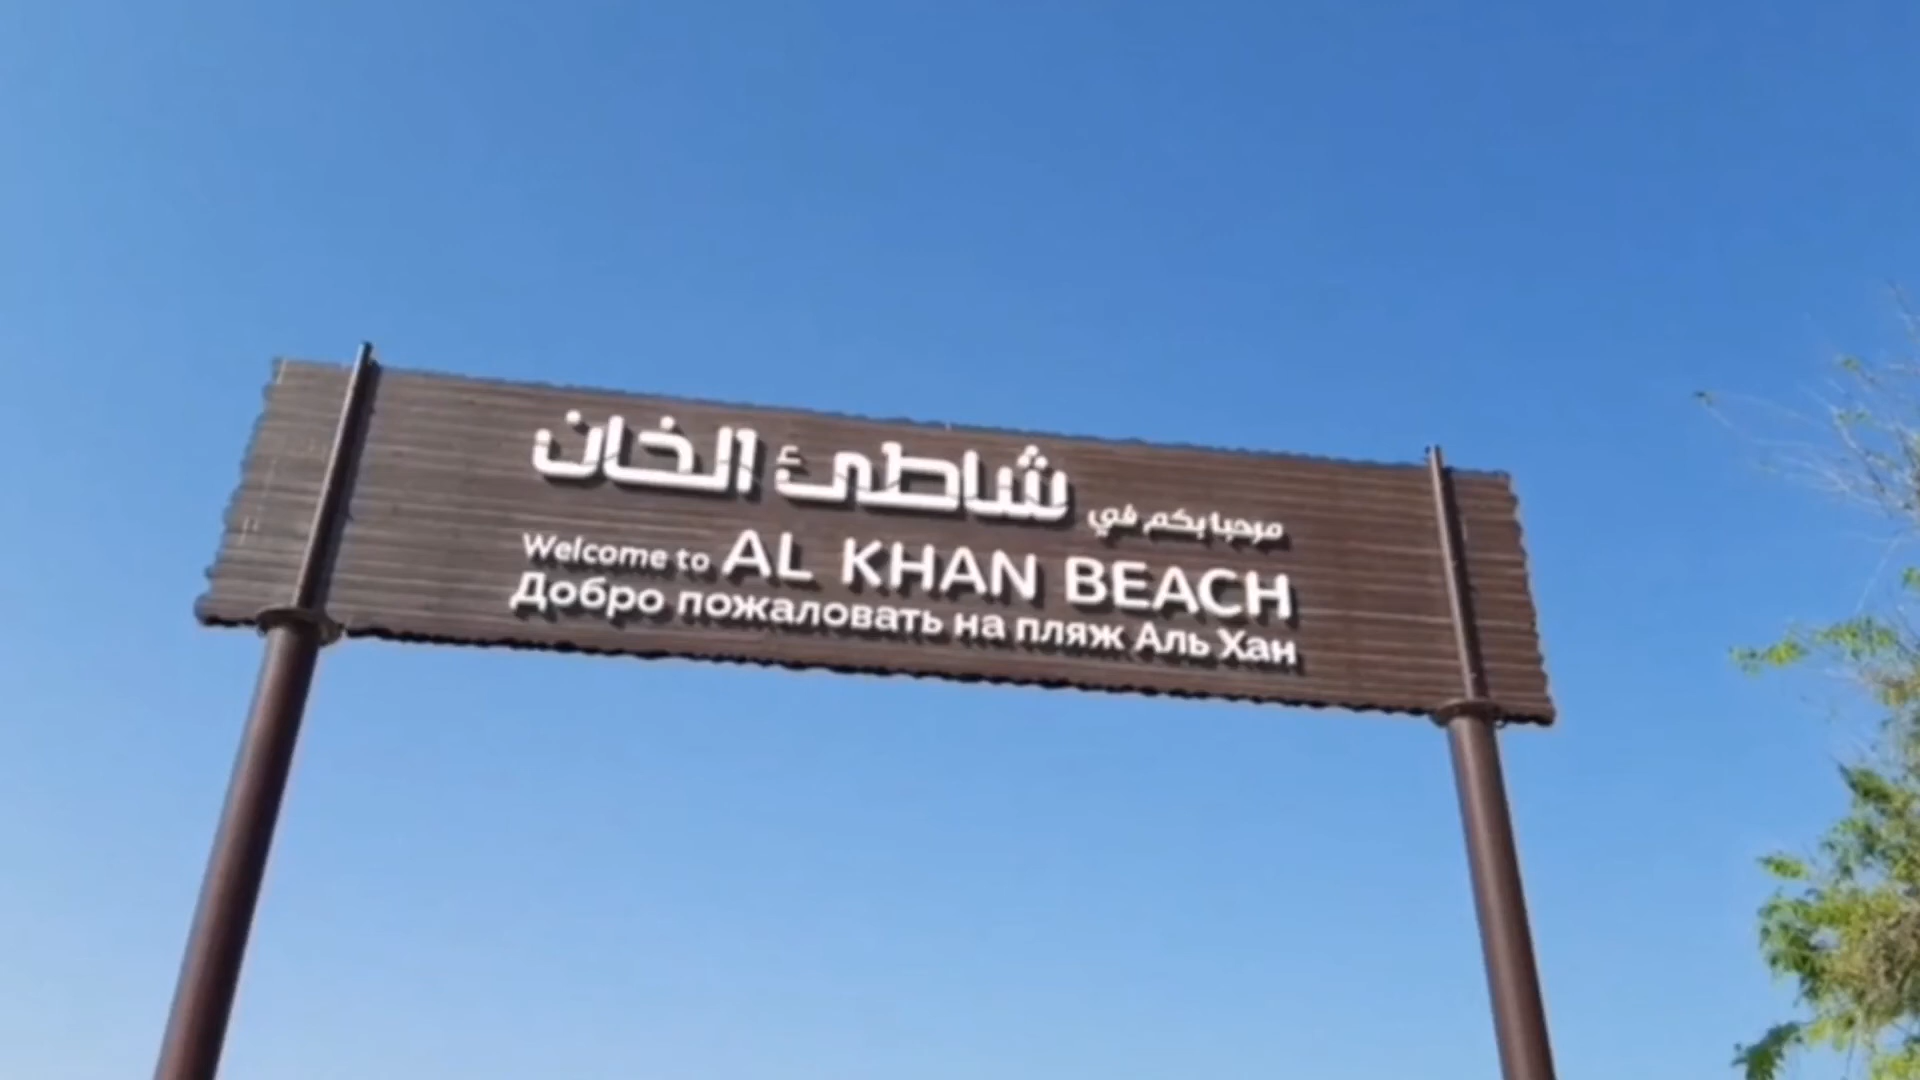 مرحبا بكم في شاطئ الخان
Welcome to AL KHAN BEACH
Добро пожаловать на пляж Аль Хан